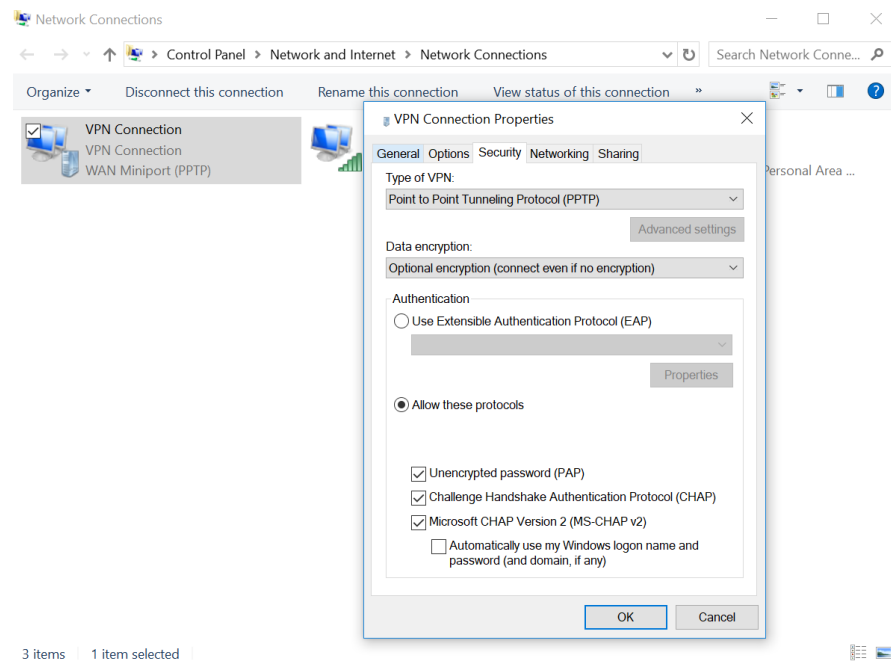 Network Connections
Control Panel > Network and Internet > Network Connections
Search Network Conne...
Organize
Disconnect this connection
Rename this connection
View status of this connection
»
VPN Connection
VPN Connection
WAN Miniport (PPTP)
Personal Area ...
VPN Connection Properties
General Options Security Networking Sharing
Type of VPN:
Point to Point Tunneling Protocol (PPTP)
Advanced settings
Data encryption:
Optional encryption (connect even if no encryption)
Authentication
Use Extensible Authentication Protocol (EAP)
Properties
Allow these protocols
Unencrypted password (PAP)
Challenge Handshake Authentication Protocol (CHAP)
Microsoft CHAP Version 2 (MS-CHAP v2)
Automatically use my Windows logon name and
password (and domain, if any)
OK
Cancel
3 items
1 item selected